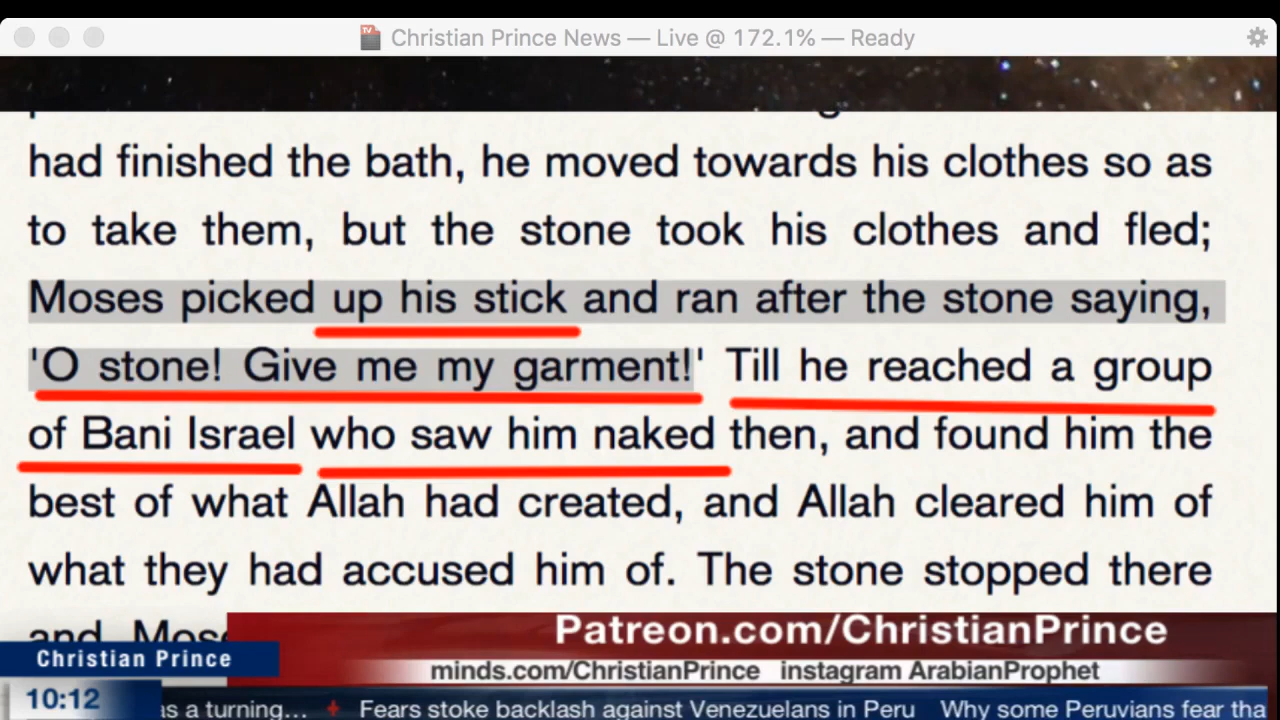 Christian Prince News — Live @ 172.1% — Ready
had finished the bath, he moved towards his clothes so as
to take them, but the stone took his clothes and fled;
Moses picked up his stick and ran after the stone saying,
'O stone! Give me my garment!' Till he reached a group
of Bani Israel who saw him naked then, and found him the
best of what Allah had created, and Allah cleared him of
what they had accused him of. The stone stopped there
and Mose
Patreon.com/ChristianPrince
Christian Prince
minds.com/ChristianPrince instagram ArabianProphet
10:12
as a turning... Fears stoke backlash against Venezuelans in Peru Why some Peruvians fear tha